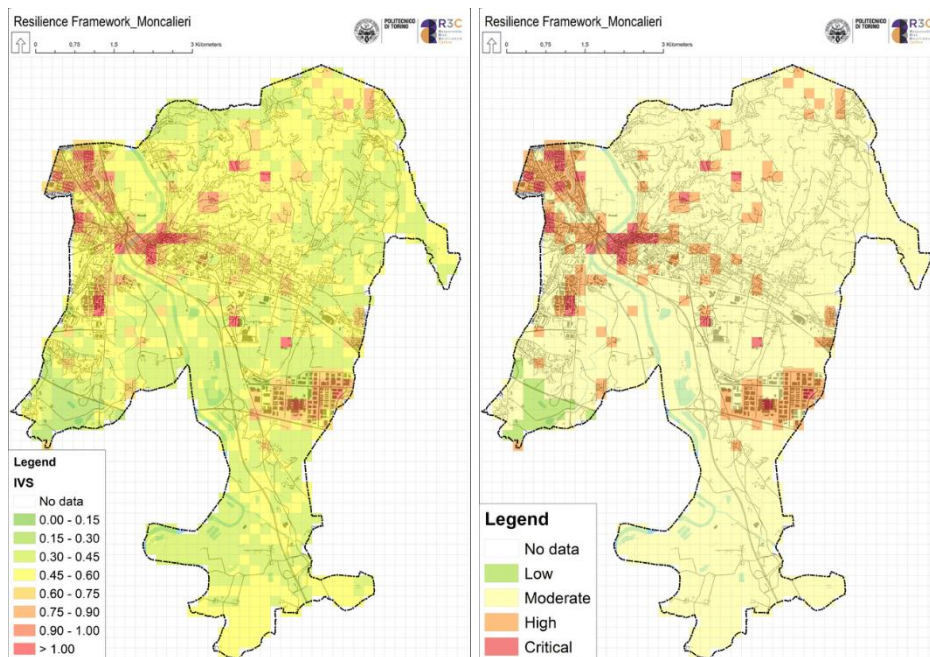 Resilience Framework_Moncalieri
POLITECNICO
DI TORINO
R3C
0 0,75 1,5 3 Kilometers
Legend
IVS
No data
0.00 - 0.15
0.15 - 0.30
0.30 - 0.45
0.45 - 0.60
0.60 - 0.75
0.75 - 0.90
0.90 - 1.00
> 1.00
Resilience Framework_Moncalieri
POLITECNICO
DI TORINO
R3C
0 0,75 1,5 3 Kilometers
Legend
No data
Low
Moderate
High
Critical